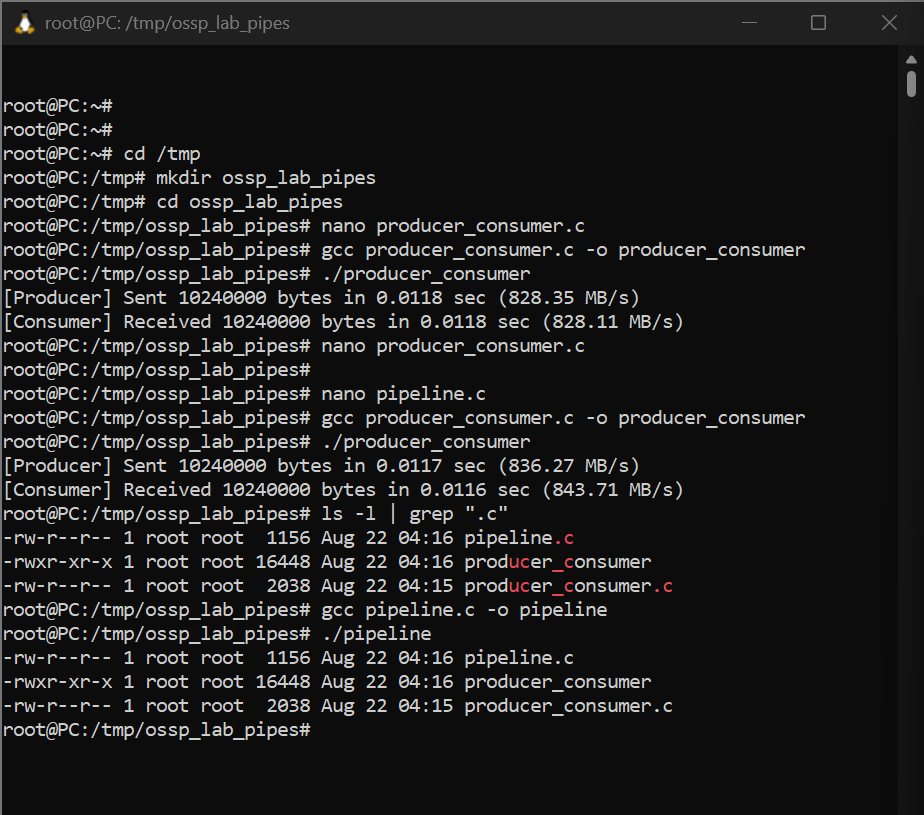 root@PC: /tmp/ossp_lab_pipes
root@PC:~#
root@PC:~#
root@PC:~# cd /tmp
root@PC:/tmp# mkdir ossp_lab_pipes
root@PC:/tmp# cd ossp_lab_pipes
root@PC:/tmp/ossp_lab_pipes# nano producer_consumer.c
root@PC:/tmp/ossp_lab_pipes# gcc producer_consumer.c -o producer_consumer
root@PC:/tmp/ossp_lab_pipes# ./producer_consumer
[Producer] Sent 10240000 bytes in 0.0118 sec (828.35 MB/s)
[Consumer] Received 10240000 bytes in 0.0118 sec (828.11 MB/s)
root@PC:/tmp/ossp_lab_pipes# nano producer_consumer.c
root@PC:/tmp/ossp_lab_pipes#
root@PC:/tmp/ossp_lab_pipes# nano pipeline.c
root@PC:/tmp/ossp_lab_pipes# gcc producer_consumer.c -o producer_consumer
root@PC:/tmp/ossp_lab_pipes# ./producer_consumer
[Producer] Sent 10240000 bytes in 0.0117 sec (836.27 MB/s)
[Consumer] Received 10240000 bytes in 0.0116 sec (843.71 MB/s)
root@PC:/tmp/ossp_lab_pipes# ls -l | grep ".c"
-rw-r--r-- 1 root root  1156 Aug 22 04:16 pipeline.c
-rwxr-xr-x 1 root root 16448 Aug 22 04:16 producer_consumer
-rw-r--r-- 1 root root  2038 Aug 22 04:15 producer_consumer.c
root@PC:/tmp/ossp_lab_pipes# gcc pipeline.c -o pipeline
root@PC:/tmp/ossp_lab_pipes# ./pipeline
-rw-r--r-- 1 root root  1156 Aug 22 04:16 pipeline.c
-rwxr-xr-x 1 root root 16448 Aug 22 04:16 producer_consumer
-rw-r--r-- 1 root root  2038 Aug 22 04:15 producer_consumer.c
root@PC:/tmp/ossp_lab_pipes#